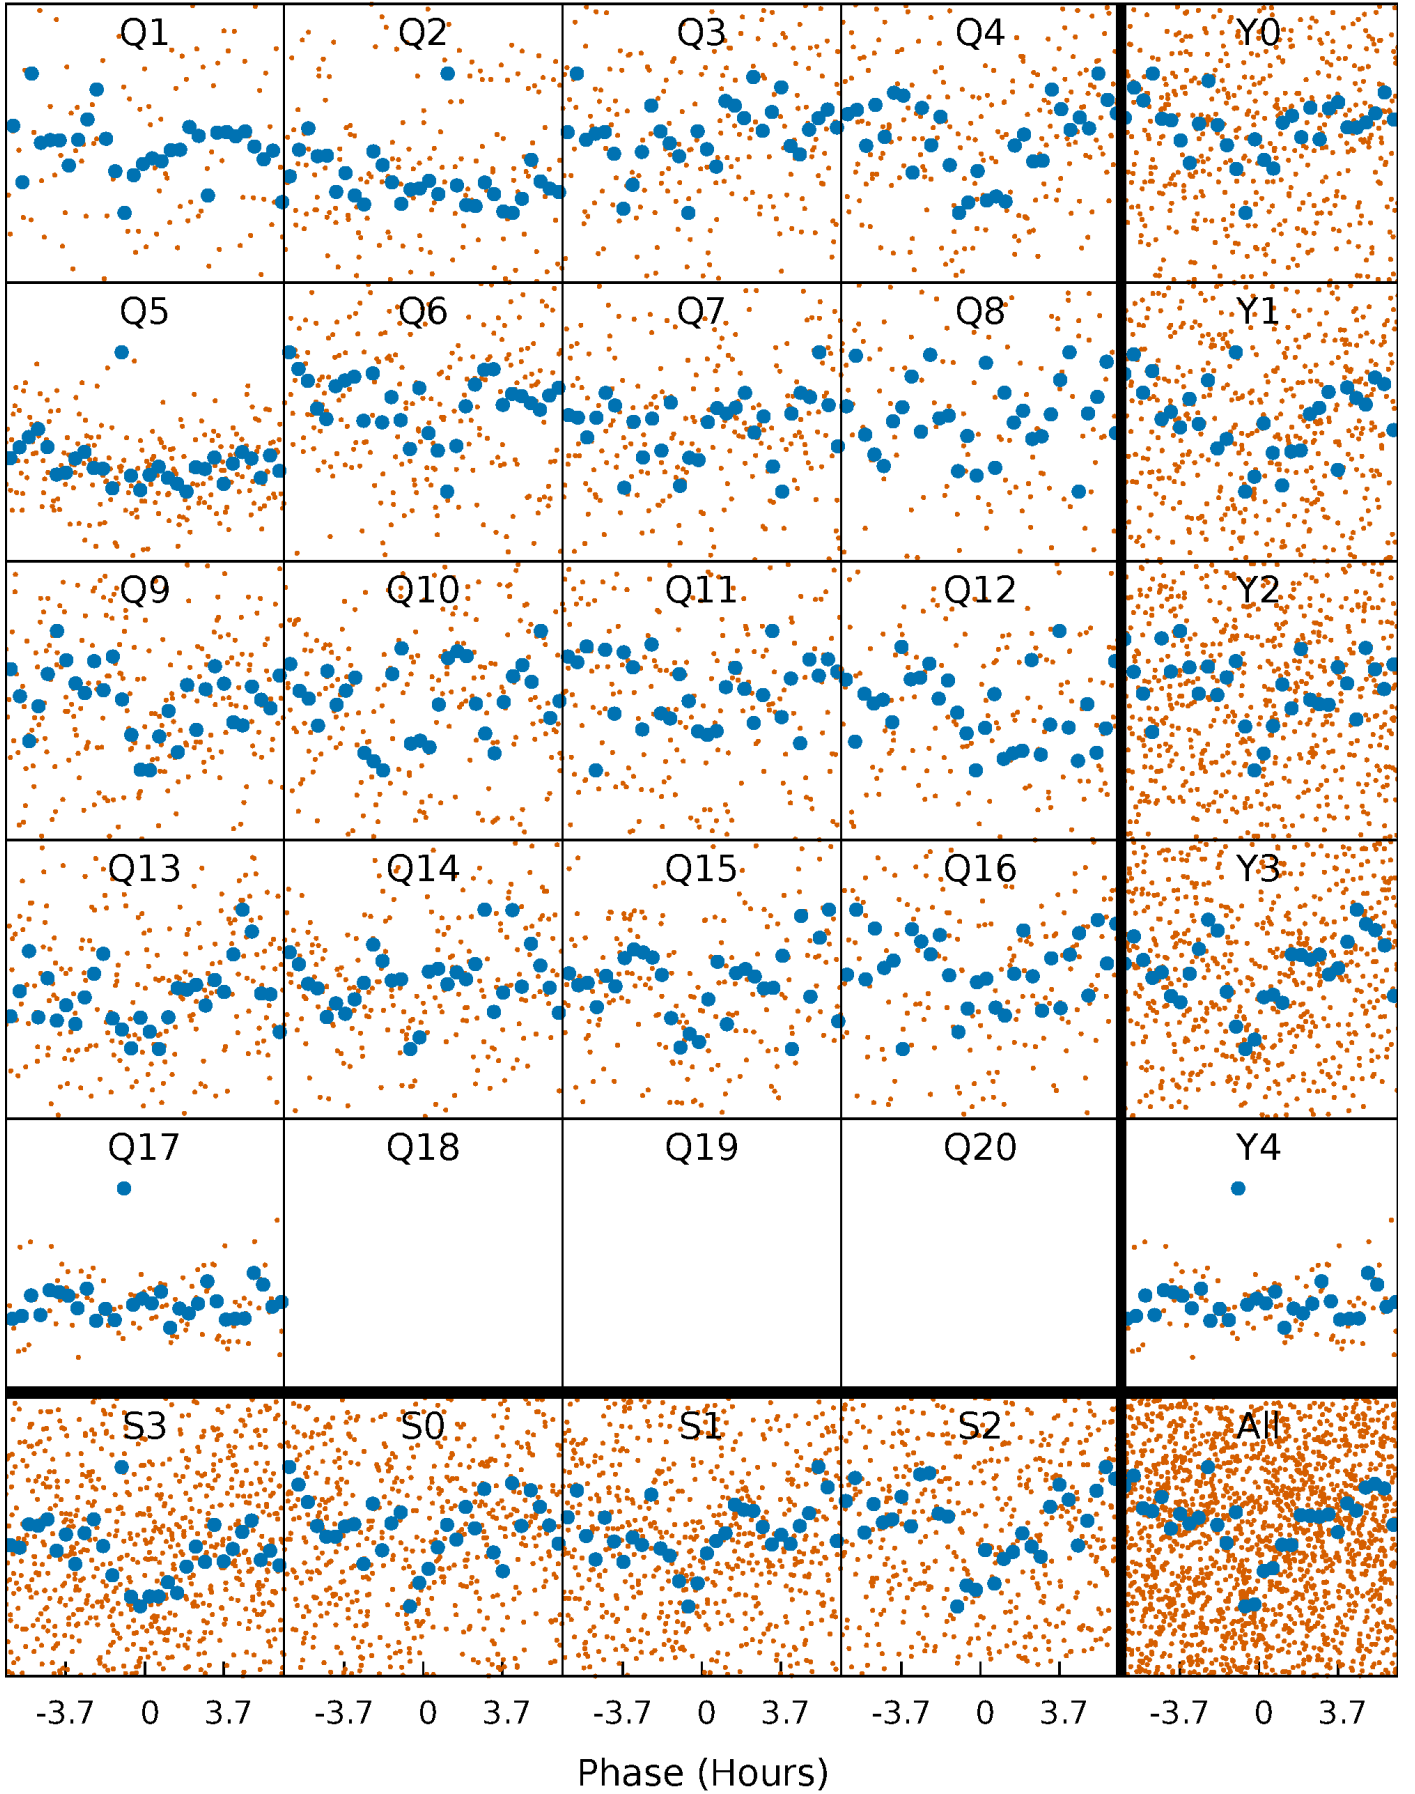 Q1 Q2 Q3 Q4 Y0
Q5 Q6 Q7 Q8 Y1
Q9 Q10 Q11 Q12 Y2
Q13 Q14 Q15 Q16 Y3
Q17 Q18 Q19 Q20 Y4
S3 S0 S1 S2 All
-3.7 0 3.7 -3.7 0 3.7 -3.7 0 3.7 -3.7 0 3.7 -3.7 0 3.7
Phase (Hours)